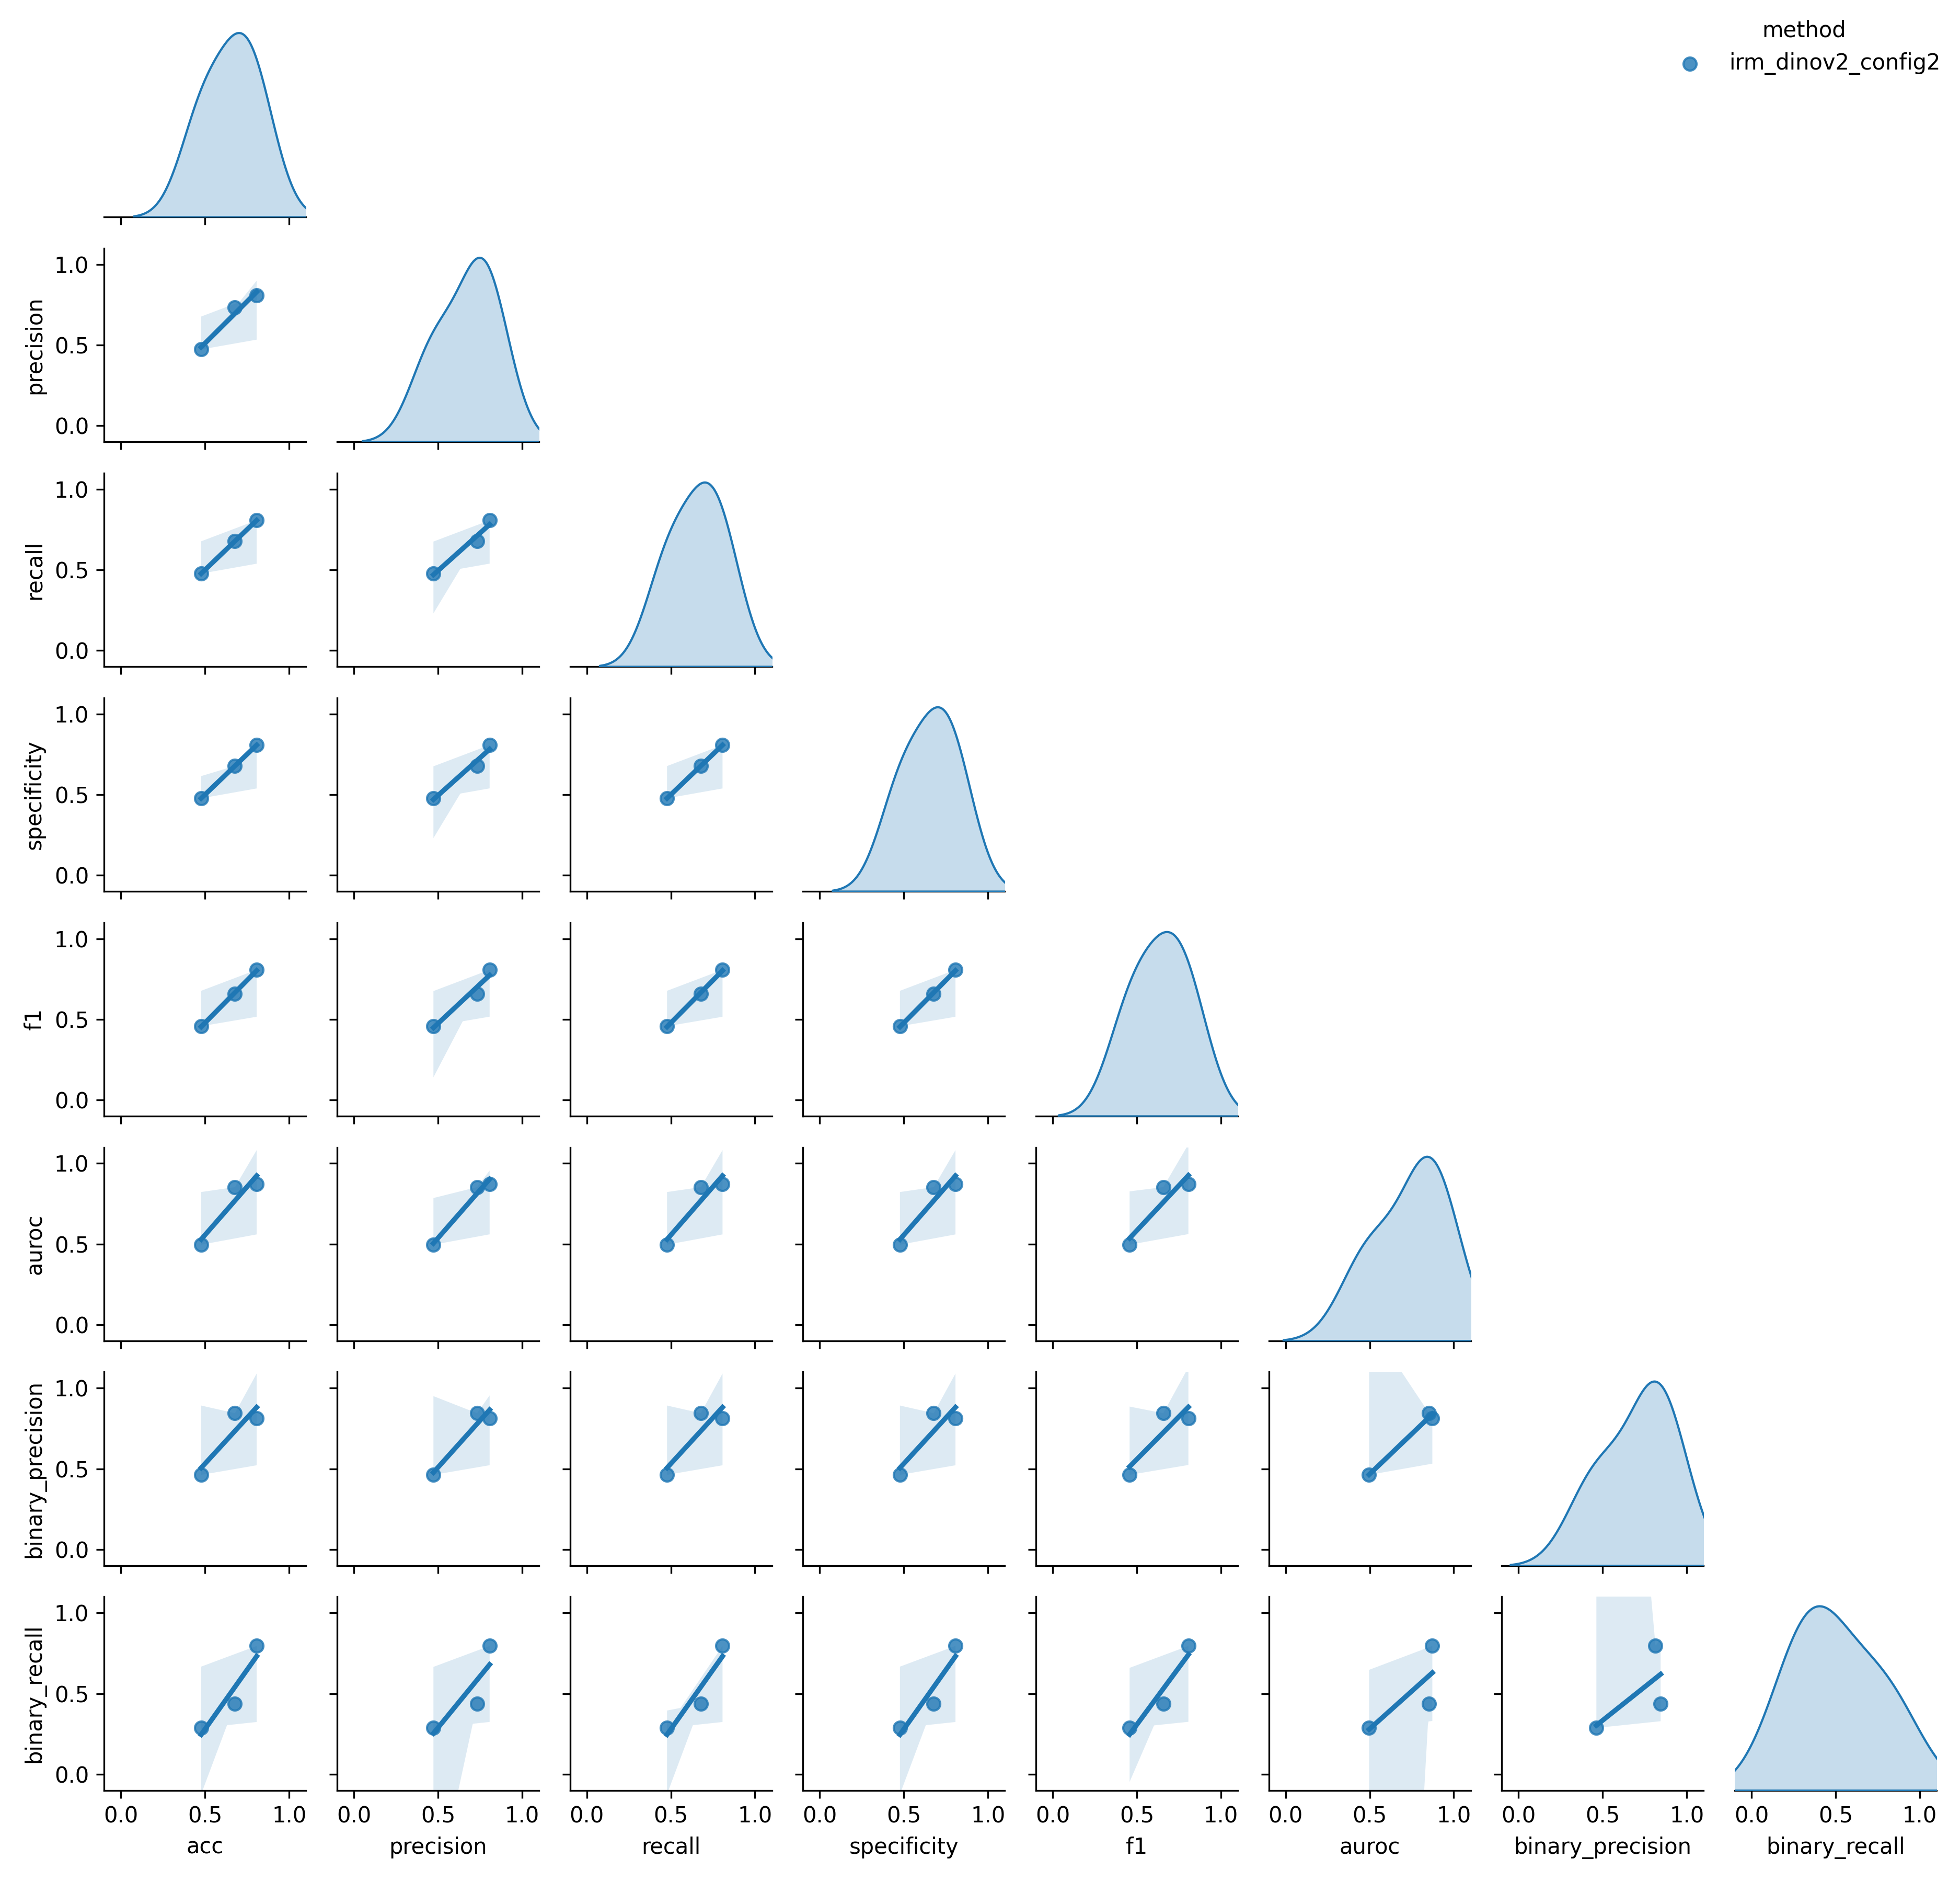 method
irm_dinov2_config2
1.0
0.5
0.0
precision
1.0
0.5
0.0
recall
1.0
0.5
0.0
specificity
1.0
0.5
0.0
f1
1.0
0.5
0.0
auroc
1.0
0.5
0.0
binary_precision
1.0
0.5
0.0
binary_recall
0.0 0.5 1.0 0.0 0.5 1.0 0.0 0.5 1.0 0.0 0.5 1.0 0.0 0.5 1.0 0.0 0.5 1.0 0.0 0.5 1.0 0.0 0.5 1.0
acc precision recall specificity f1 auroc binary_precision binary_recall